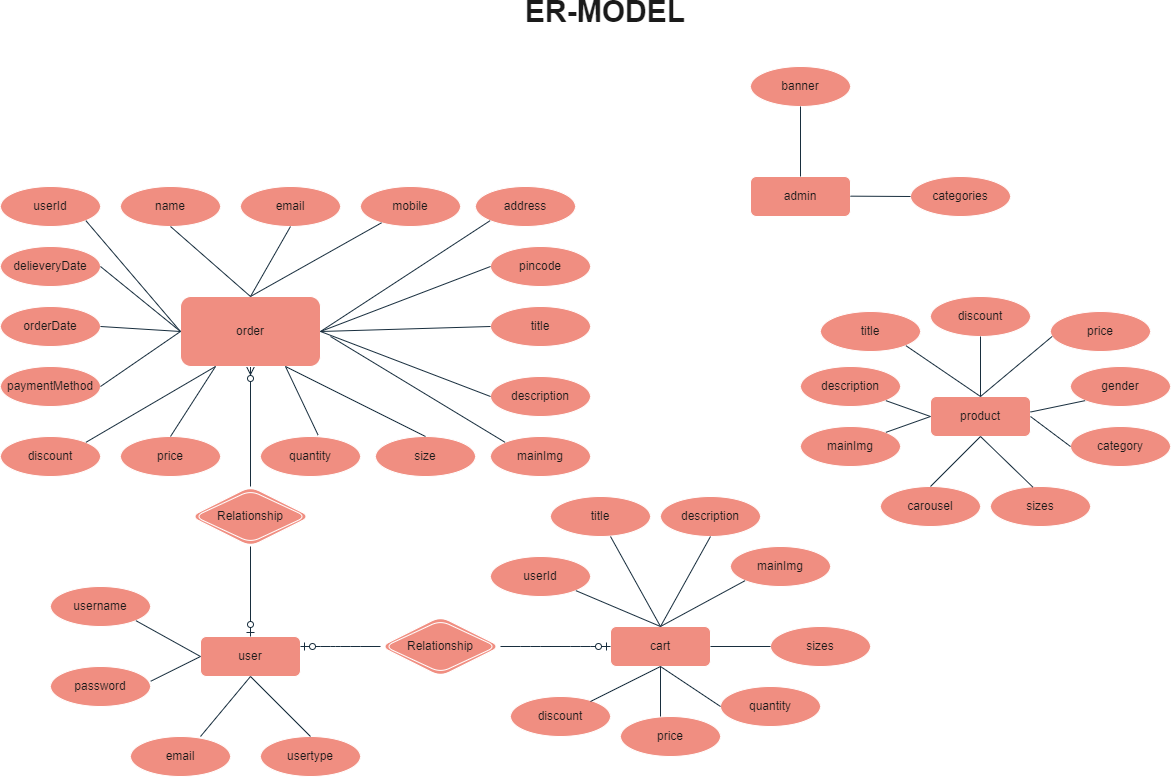 ER-MODEL
banner
admin
categories
userId
name
email
mobile
address
delieveryDate
pincode
orderDate
order
title
paymentMethod
description
discount
price
quantity
size
mainImg
title
discount
price
description
gender
product
mainImg
category
carousel
sizes
Relationship
title
description
userId
mainImg
username
user
Relationship
cart
sizes
password
discount
price
quantity
email
usertype